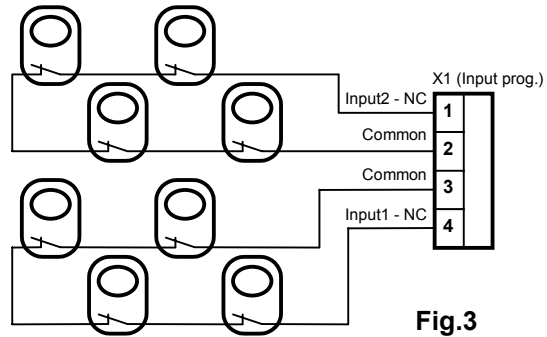 X1 (Input prog.)
Input2 - NC
1
Common
2
Common
3
Input1 - NC
4
Fig.3